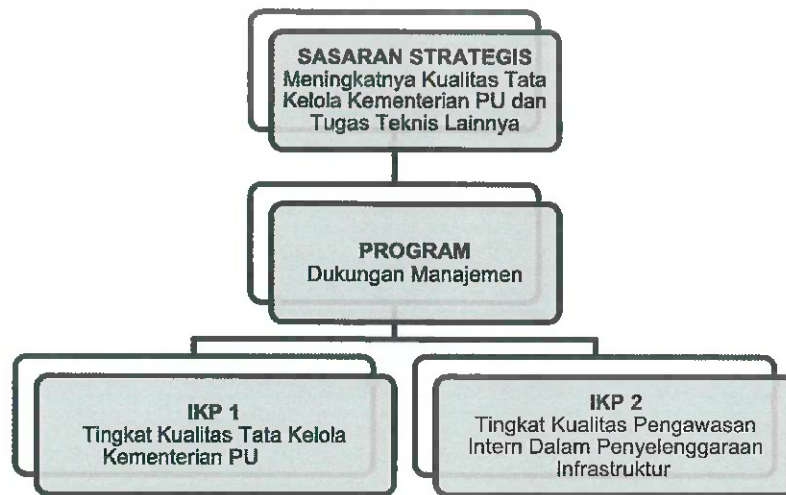 SASARAN STRATEGIS
Meningkatnya Kualitas Tata
Kelola Kementerian PU dan
Tugas Teknis Lainnya
PROGRAM
Dukungan Manajemen
IKP 1
Tingkat Kualitas Tata Kelola
Kementerian PU
IKP 2
Tingkat Kualitas Pengawasan
Intern Dalam Penyelenggaraan
Infrastruktur